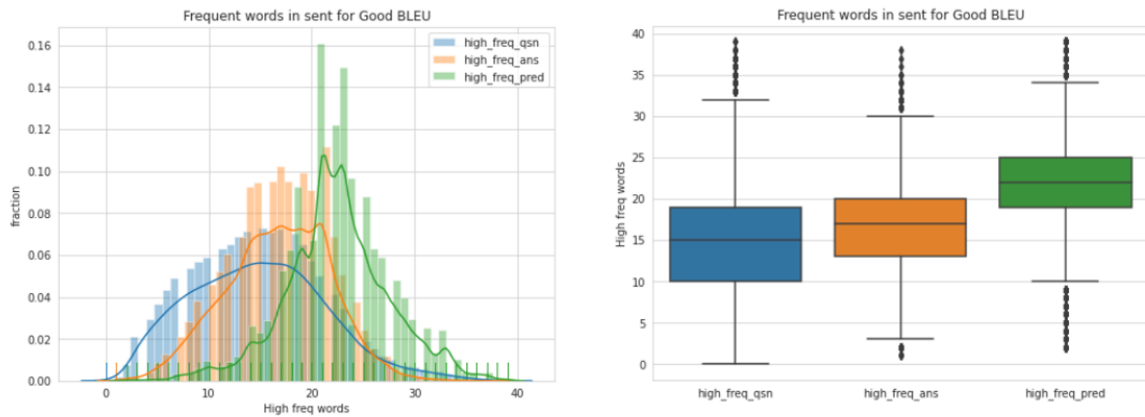 Frequent words in sent for Good BLEU
high_freq_qsn
high_freq_ans
high_freq_pred
0.16
0.14
0.12
0.10
0.08
0.06
0.04
0.02
0.00
fraction
0 10 20 30 40
High freq words
Frequent words in sent for Good BLEU
40
35
30
25
20
15
10
5
0
High freq words
high_freq_qsn high_freq_ans high_freq_pred